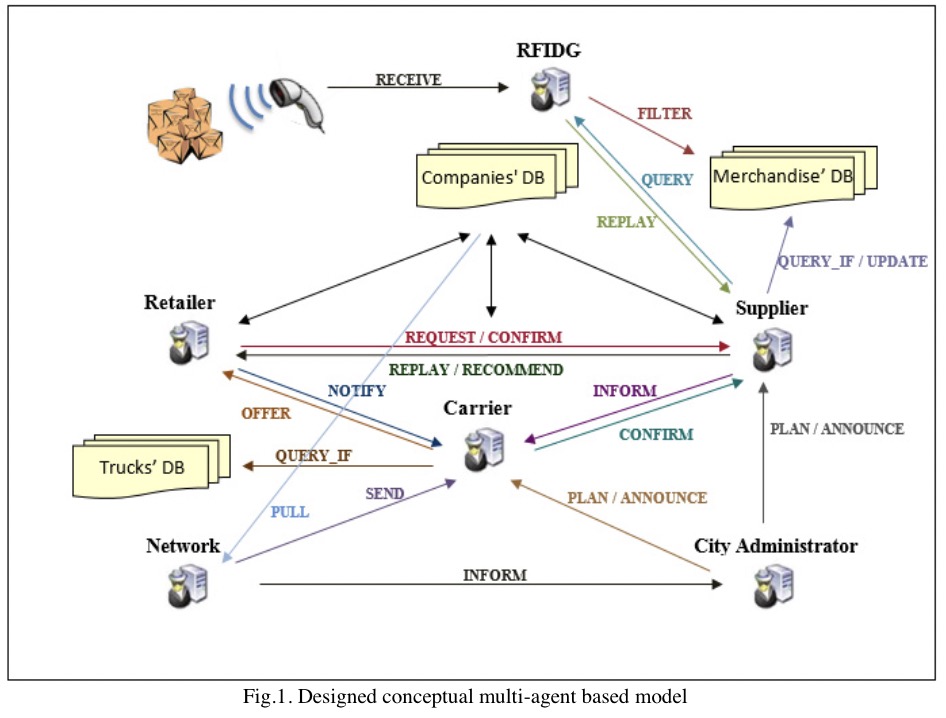 RFIDG
RECEIVE
FILTER
Companies' DB
QUERY
Merchandise’ DB
REPLAY
QUERY_IF / UPDATE
Retailer
Supplier
REQUEST / CONFIRM
REPLAY / RECOMMEND
NOTIFY
INFORM
OFFER
Carrier
CONFIRM
PLAN / ANNOUNCE
QUERY_IF
Trucks’ DB
SEND
PLAN / ANNOUNCE
PULL
Network
City Administrator
INFORM
Fig.1. Designed conceptual multi-agent based model